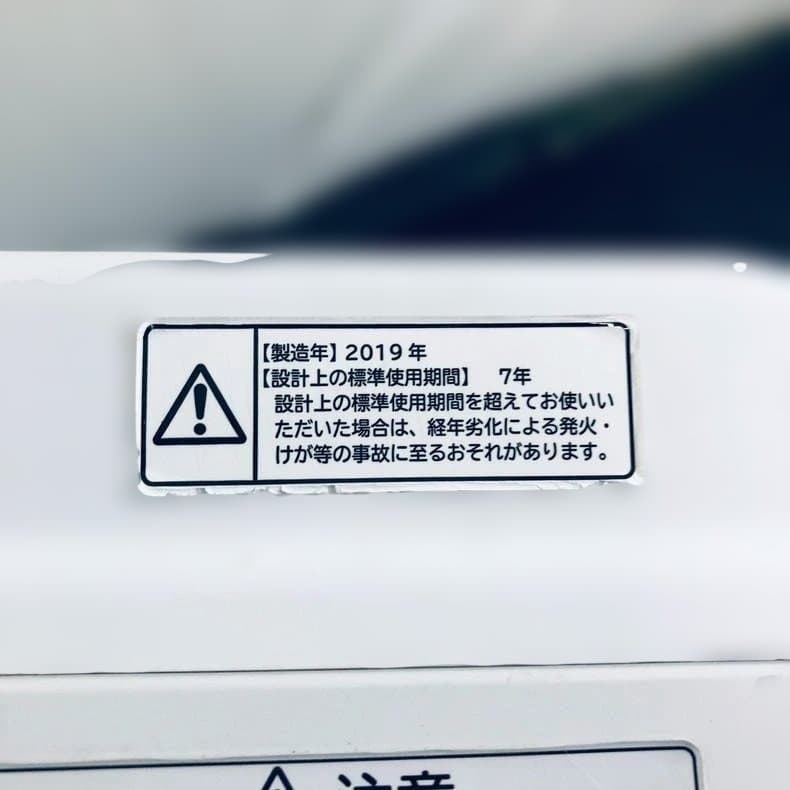 【製造年】2019年
【設計上の標準使用期間】 7年
設計上の標準使用期間を超えてお使いい
ただいた場合は、経年劣化による発火・
けが等の事故に至るおそれがあります。
注意